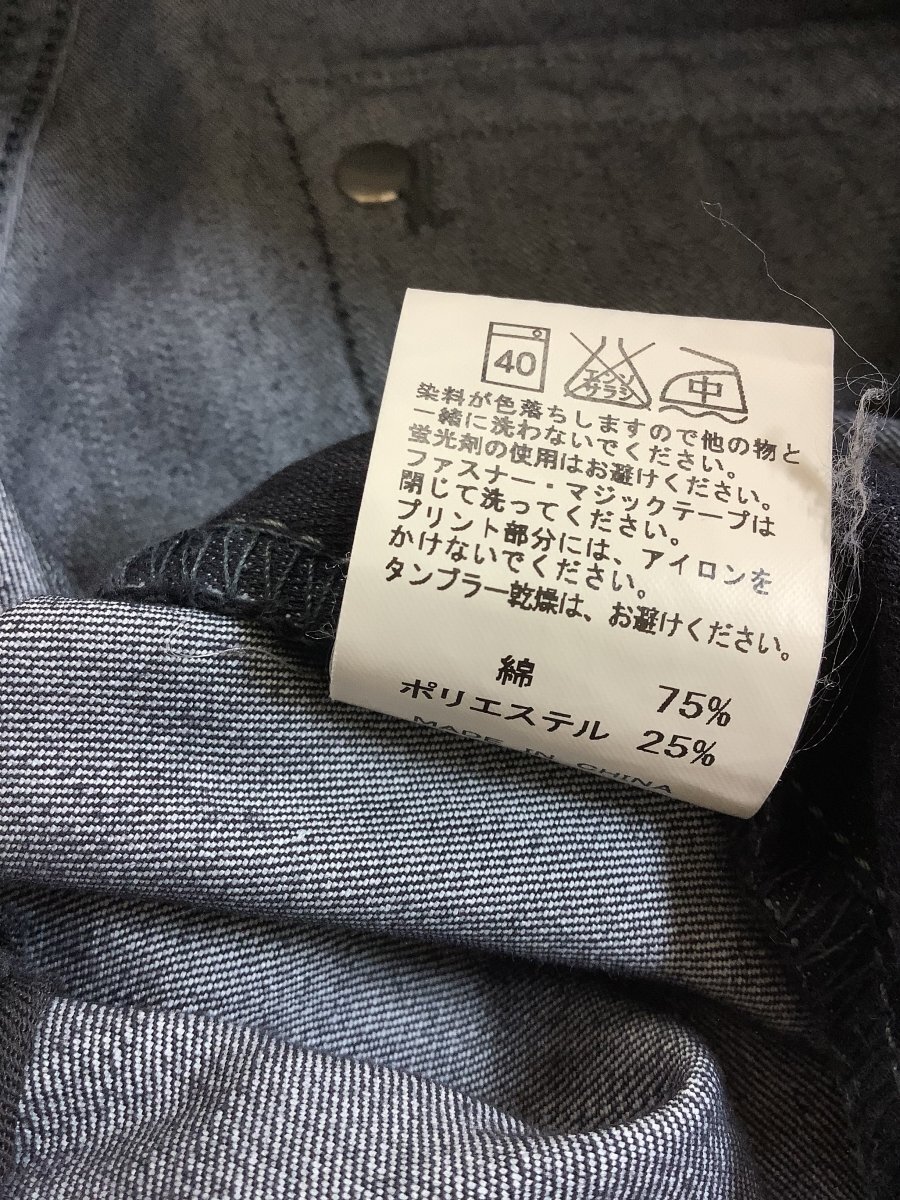 40 エンソサラシ 中
染料が色落ちしますので他の物と
一緒に洗わないでください。
蛍光剤の使用はお避けください。
ファスナー・マジックテープは
閉じて洗ってください。
プリント部分には、アイロンを
かけないでください。
タンブラー乾燥は、お避けください。
綿 75%
ポリエステル 25%
MADE IN CHINA